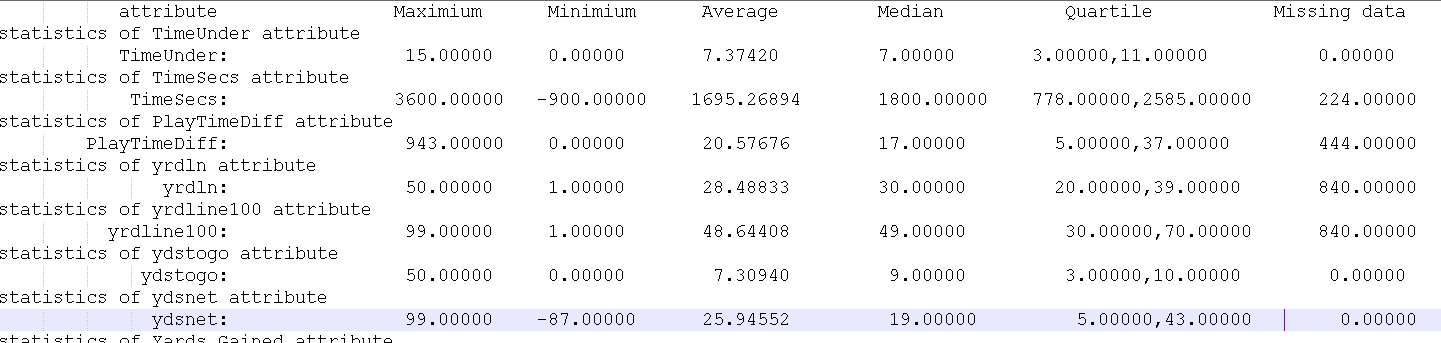 attribute Maximium Minimium Average Median Quartile Missing data
statistics of TimeUnder attribute
TimeUnder: 15.00000 0.00000 7.37420 7.00000 3.00000,11.00000 0.00000
statistics of TimeSecs attribute
TimeSecs: 3600.00000 -900.00000 1695.26894 1800.00000 778.00000,2585.00000 224.00000
statistics of PlayTimeDiff attribute
PlayTimeDiff: 943.00000 0.00000 20.57676 17.00000 5.00000,37.00000 444.00000
statistics of yrdln attribute
yrdln: 50.00000 1.00000 28.48833 30.00000 20.00000,39.00000 840.00000
statistics of yrdline100 attribute
yrdline100: 99.00000 1.00000 48.64408 49.00000 30.00000,70.00000 840.00000
statistics of ydstogo attribute
ydstogo: 50.00000 0.00000 7.30940 9.00000 3.00000,10.00000 0.00000
statistics of ydsnet attribute
ydsnet: 99.00000 -87.00000 25.94552 19.00000 5.00000,43.00000 0.00000
statistics of Yards.Gained attribute